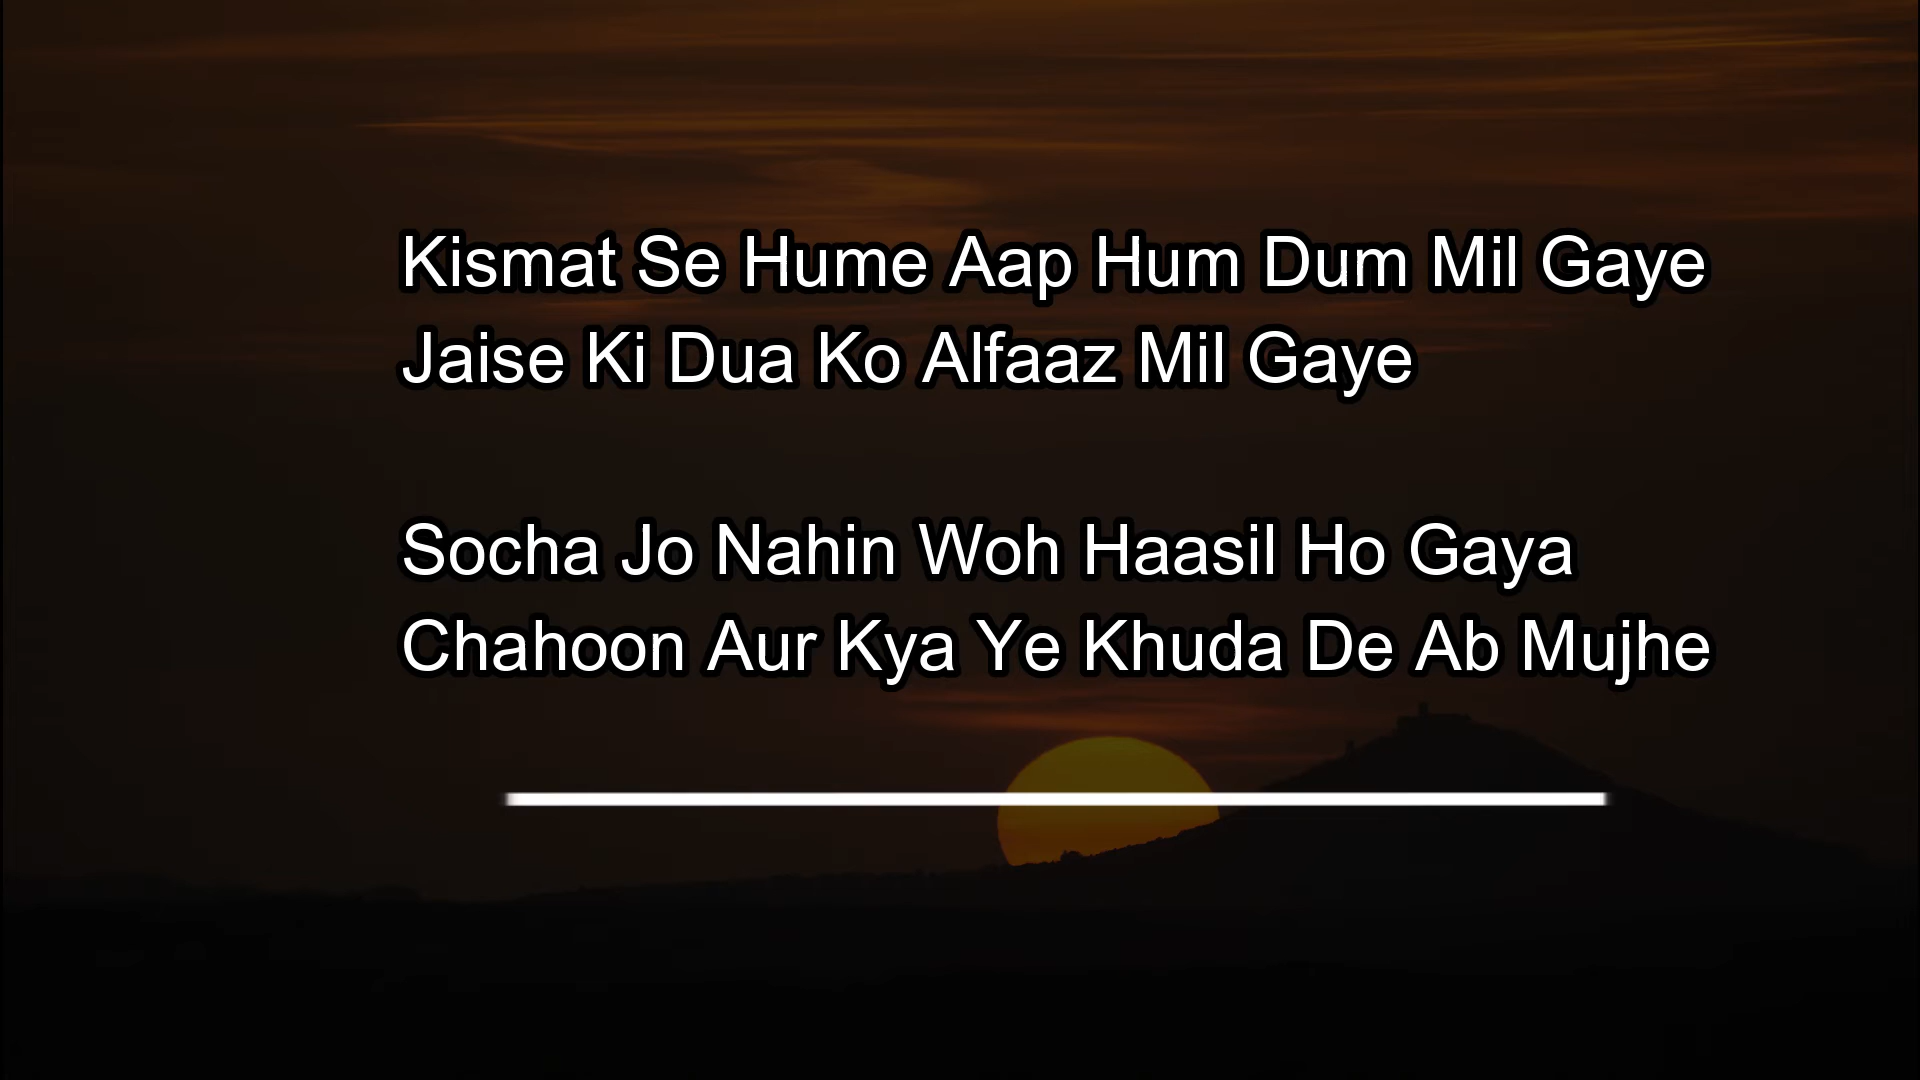 Kismat Se Hume Aap Hum Dum Mil Gaye
Jaise Ki Dua Ko Alfaaz Mil Gaye
Socha Jo Nahin Woh Haasil Ho Gaya
Chahoon Aur Kya Ye Khuda De Ab Mujhe